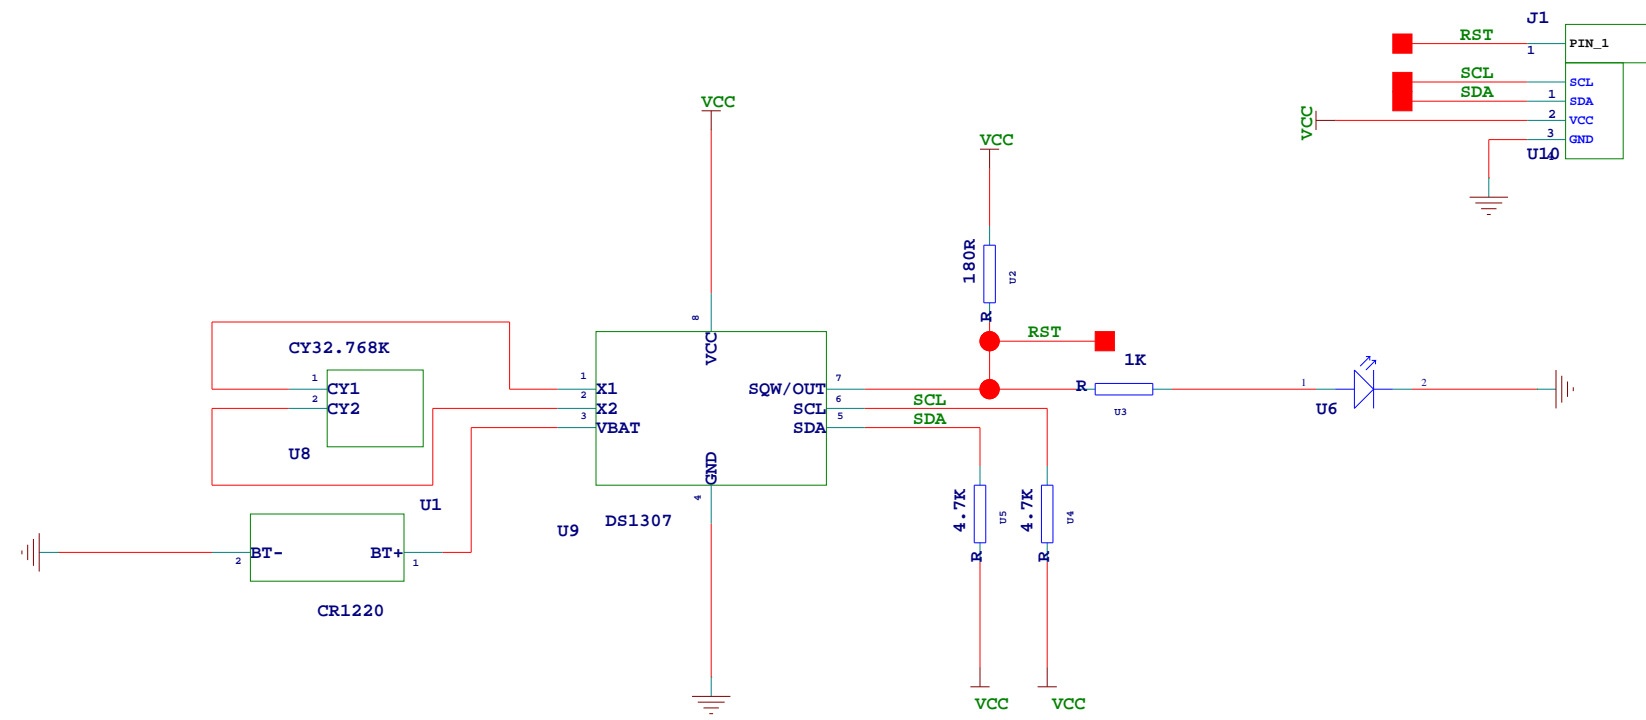 J1
RST
1
PIN_1
SCL
SCL
SDA
1
SDA
VCC
2
VCC
3
GND
U10
4
VCC
VCC
180R
U2
R
RST
8
VCC
CY32.768K
1
CY1
2
CY2
U8
1
X1
2
X2
3
VBAT
SQW/OUT
7
SCL
6
SDA
5
GND
4
SCL
SDA
1K
R
U3
1
2
U6
U1
U9
DS1307
4.7K
U5
R
4.7K
U4
R
BT-
2
BT+
1
CR1220
VCC
VCC